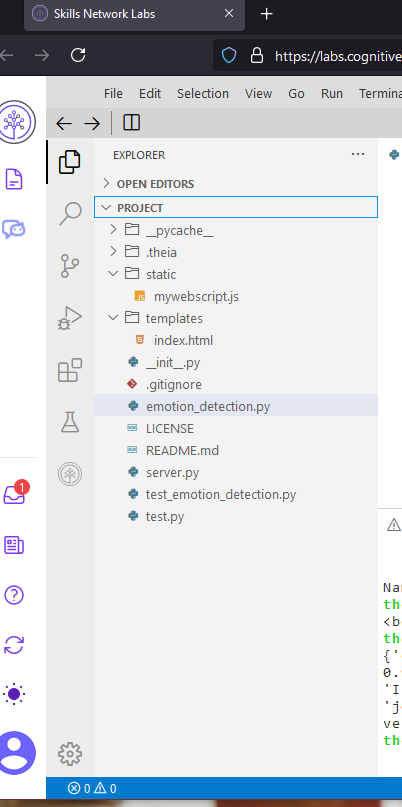 Skills Network Labs
https://labs.cognitive
File Edit Selection View Go Run Termina
EXPLORER
OPEN EDITORS
PROJECT
__pycache__
.theia
static
JS mywebscript.js
templates
index.html
__init__.py
.gitignore
emotion_detection.py
LICENSE
README.md
server.py
test_emotion_detection.py
test.py
1
Nam
th
<b
th
{'
0.
'I
'j
ve
th
0 0